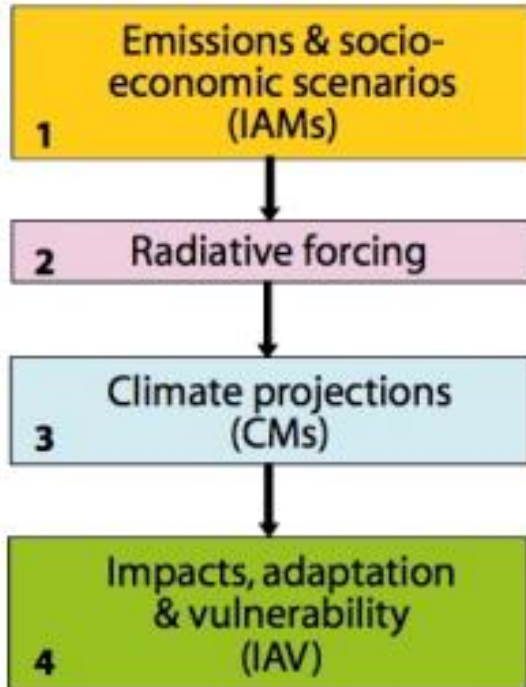 Emissions & socio-
economic scenarios
(IAMs)
1
2 Radiative forcing
Climate projections
(CMs)
3
Impacts, adaptation
& vulnerability
(IAV)
4